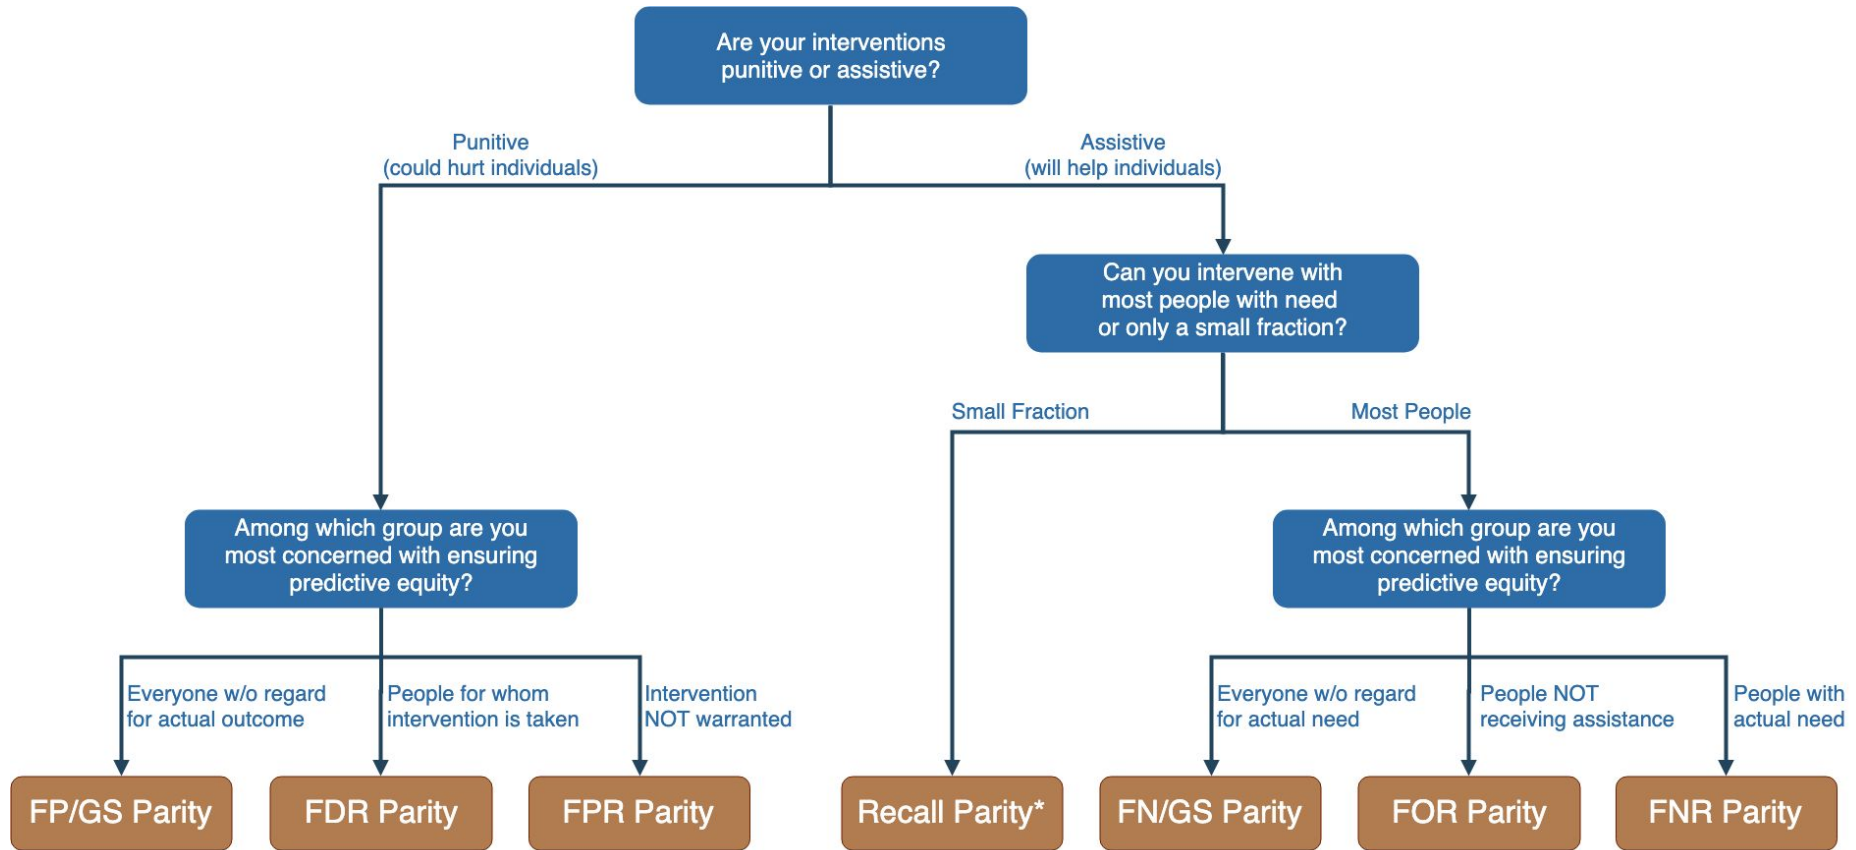 Are your interventions
punitive or assistive?
Punitive
(could hurt individuals)
Assistive
(will help individuals)
Can you intervene with
most people with need
or only a small fraction?
Small Fraction
Most People
Among which group are you
most concerned with ensuring
predictive equity?
Among which group are you
most concerned with ensuring
predictive equity?
Everyone w/o regard
for actual outcome
People for whom
intervention is taken
Intervention
NOT warranted
Everyone w/o regard
for actual need
People NOT
receiving assistance
People with
actual need
FP/GS Parity
FDR Parity
FPR Parity
Recall Parity*
FN/GS Parity
FOR Parity
FNR Parity